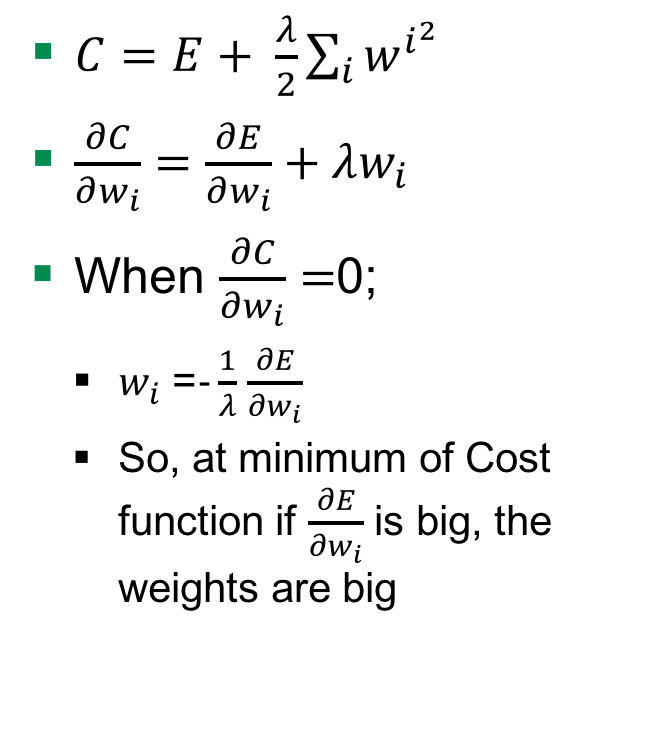 ▪ C = E + λ/2 ∑ᵢ wⁱ²
▪ ∂C/∂wᵢ = ∂E/∂wᵢ + λwᵢ
▪ When ∂C/∂wᵢ =0;
▪ wᵢ =- 1/λ ∂E/∂wᵢ
▪ So, at minimum of Cost
function if ∂E/∂wᵢ is big, the
weights are big